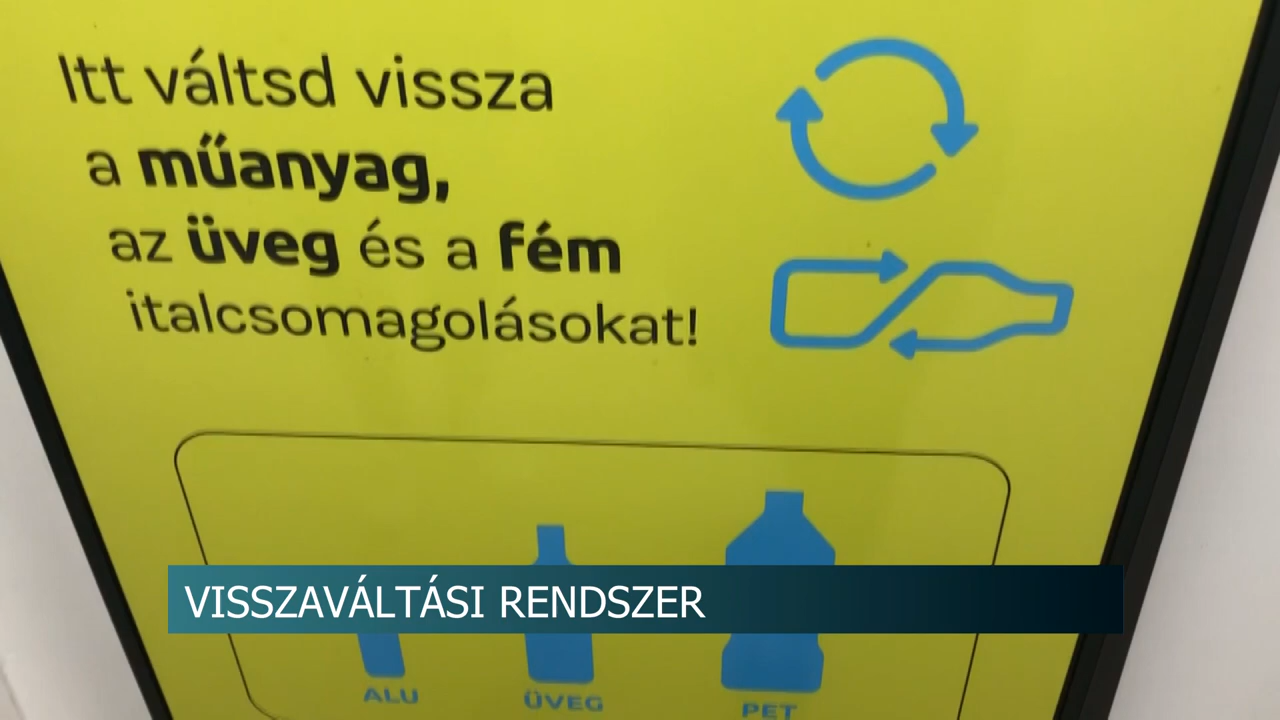 Itt váltsd vissza
a műanyag,
az üveg és a fém
italcsomagolásokat!
VISSZAVÁLTÁSI RENDSZER
ALU
ÜVEG
PET